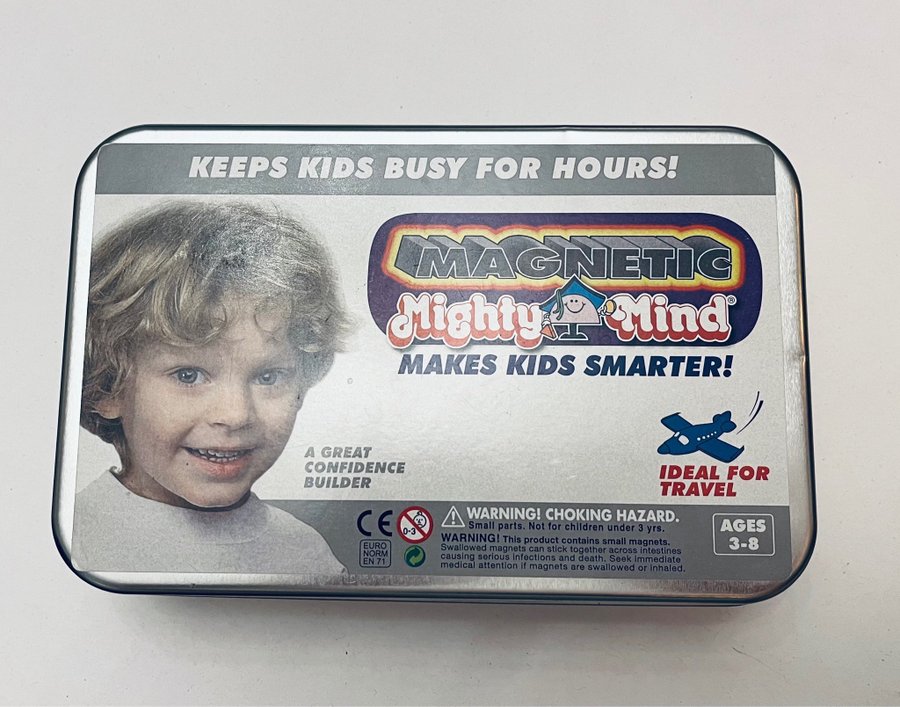 KEEPS KIDS BUSY FOR HOURS!
MAGNETIC
Mighty Mind®
MAKES KIDS SMARTER!
A GREAT
CONFIDENCE
BUILDER
IDEAL FOR
TRAVEL
CE
0-3
EURO
NORM
EN 71
WARNING! CHOKING HAZARD.
Small parts. Not for children under 3 yrs.
WARNING! This product contains small magnets.
Swallowed magnets can stick together across intestines
causing serious infections and death. Seek immediate
medical attention if magnets are swallowed or inhaled.
AGES
3-8